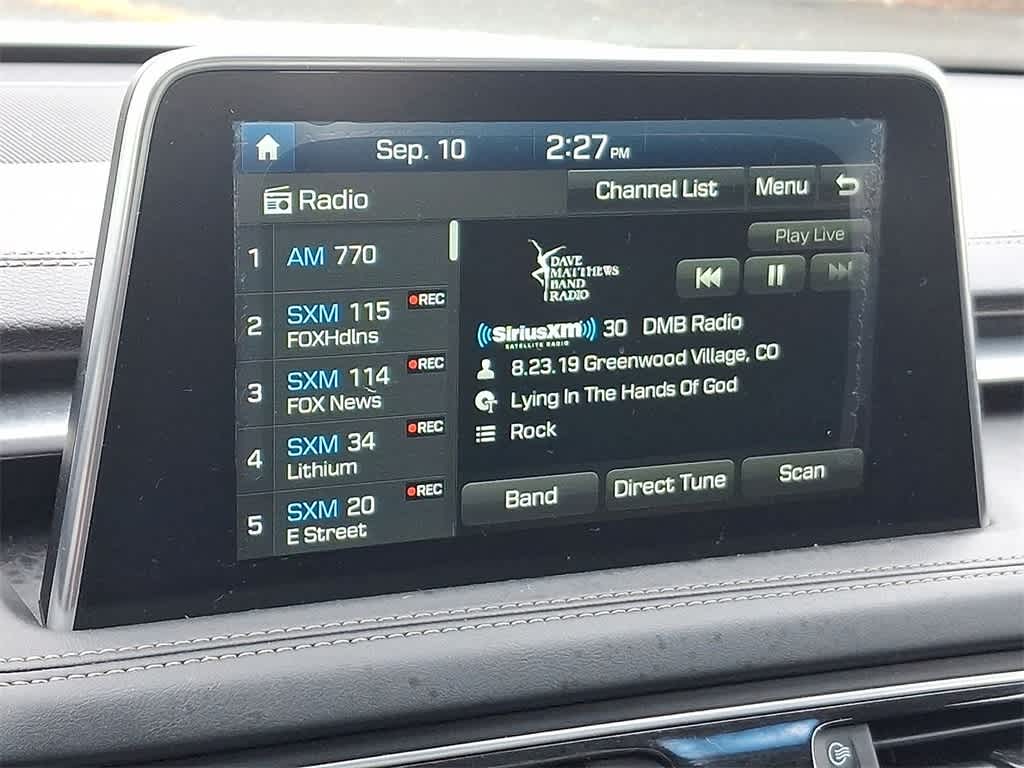 Sep. 10 2:27 PM
Radio Channel List Menu
Play Live
1 AM 770
DAVE
MATTHEWS
BAND
RADIO
2 SXM 115 REC
FOXHdlns
((SiriusXM)) 30 DMB Radio
SATELLITE RADIO
3 SXM 114 REC
FOX News
8.23.19 Greenwood Village, CO
Lying In The Hands Of God
Rock
4 SXM 34 REC
Lithium
5 SXM 20 REC
E Street
Band Direct Tune Scan